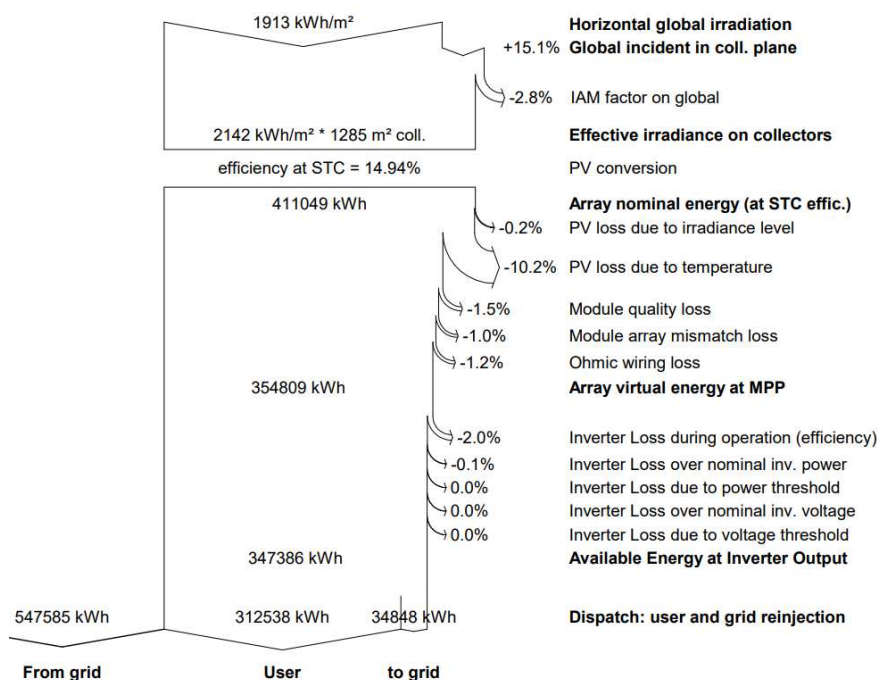 1913 kWh/m² Horizontal global irradiation
+15.1% Global incident in coll. plane
-2.8% IAM factor on global
2142 kWh/m² * 1285 m² coll. Effective irradiance on collectors
efficiency at STC = 14.94% PV conversion
411049 kWh Array nominal energy (at STC effic.)
-0.2% PV loss due to irradiance level
-10.2% PV loss due to temperature
-1.5% Module quality loss
-1.0% Module array mismatch loss
-1.2% Ohmic wiring loss
354809 kWh Array virtual energy at MPP
-2.0% Inverter Loss during operation (efficiency)
-0.1% Inverter Loss over nominal inv. power
0.0% Inverter Loss due to power threshold
0.0% Inverter Loss over nominal inv. voltage
0.0% Inverter Loss due to voltage threshold
347386 kWh Available Energy at Inverter Output
547585 kWh 312538 kWh 34848 kWh Dispatch: user and grid reinjection
From grid User to grid